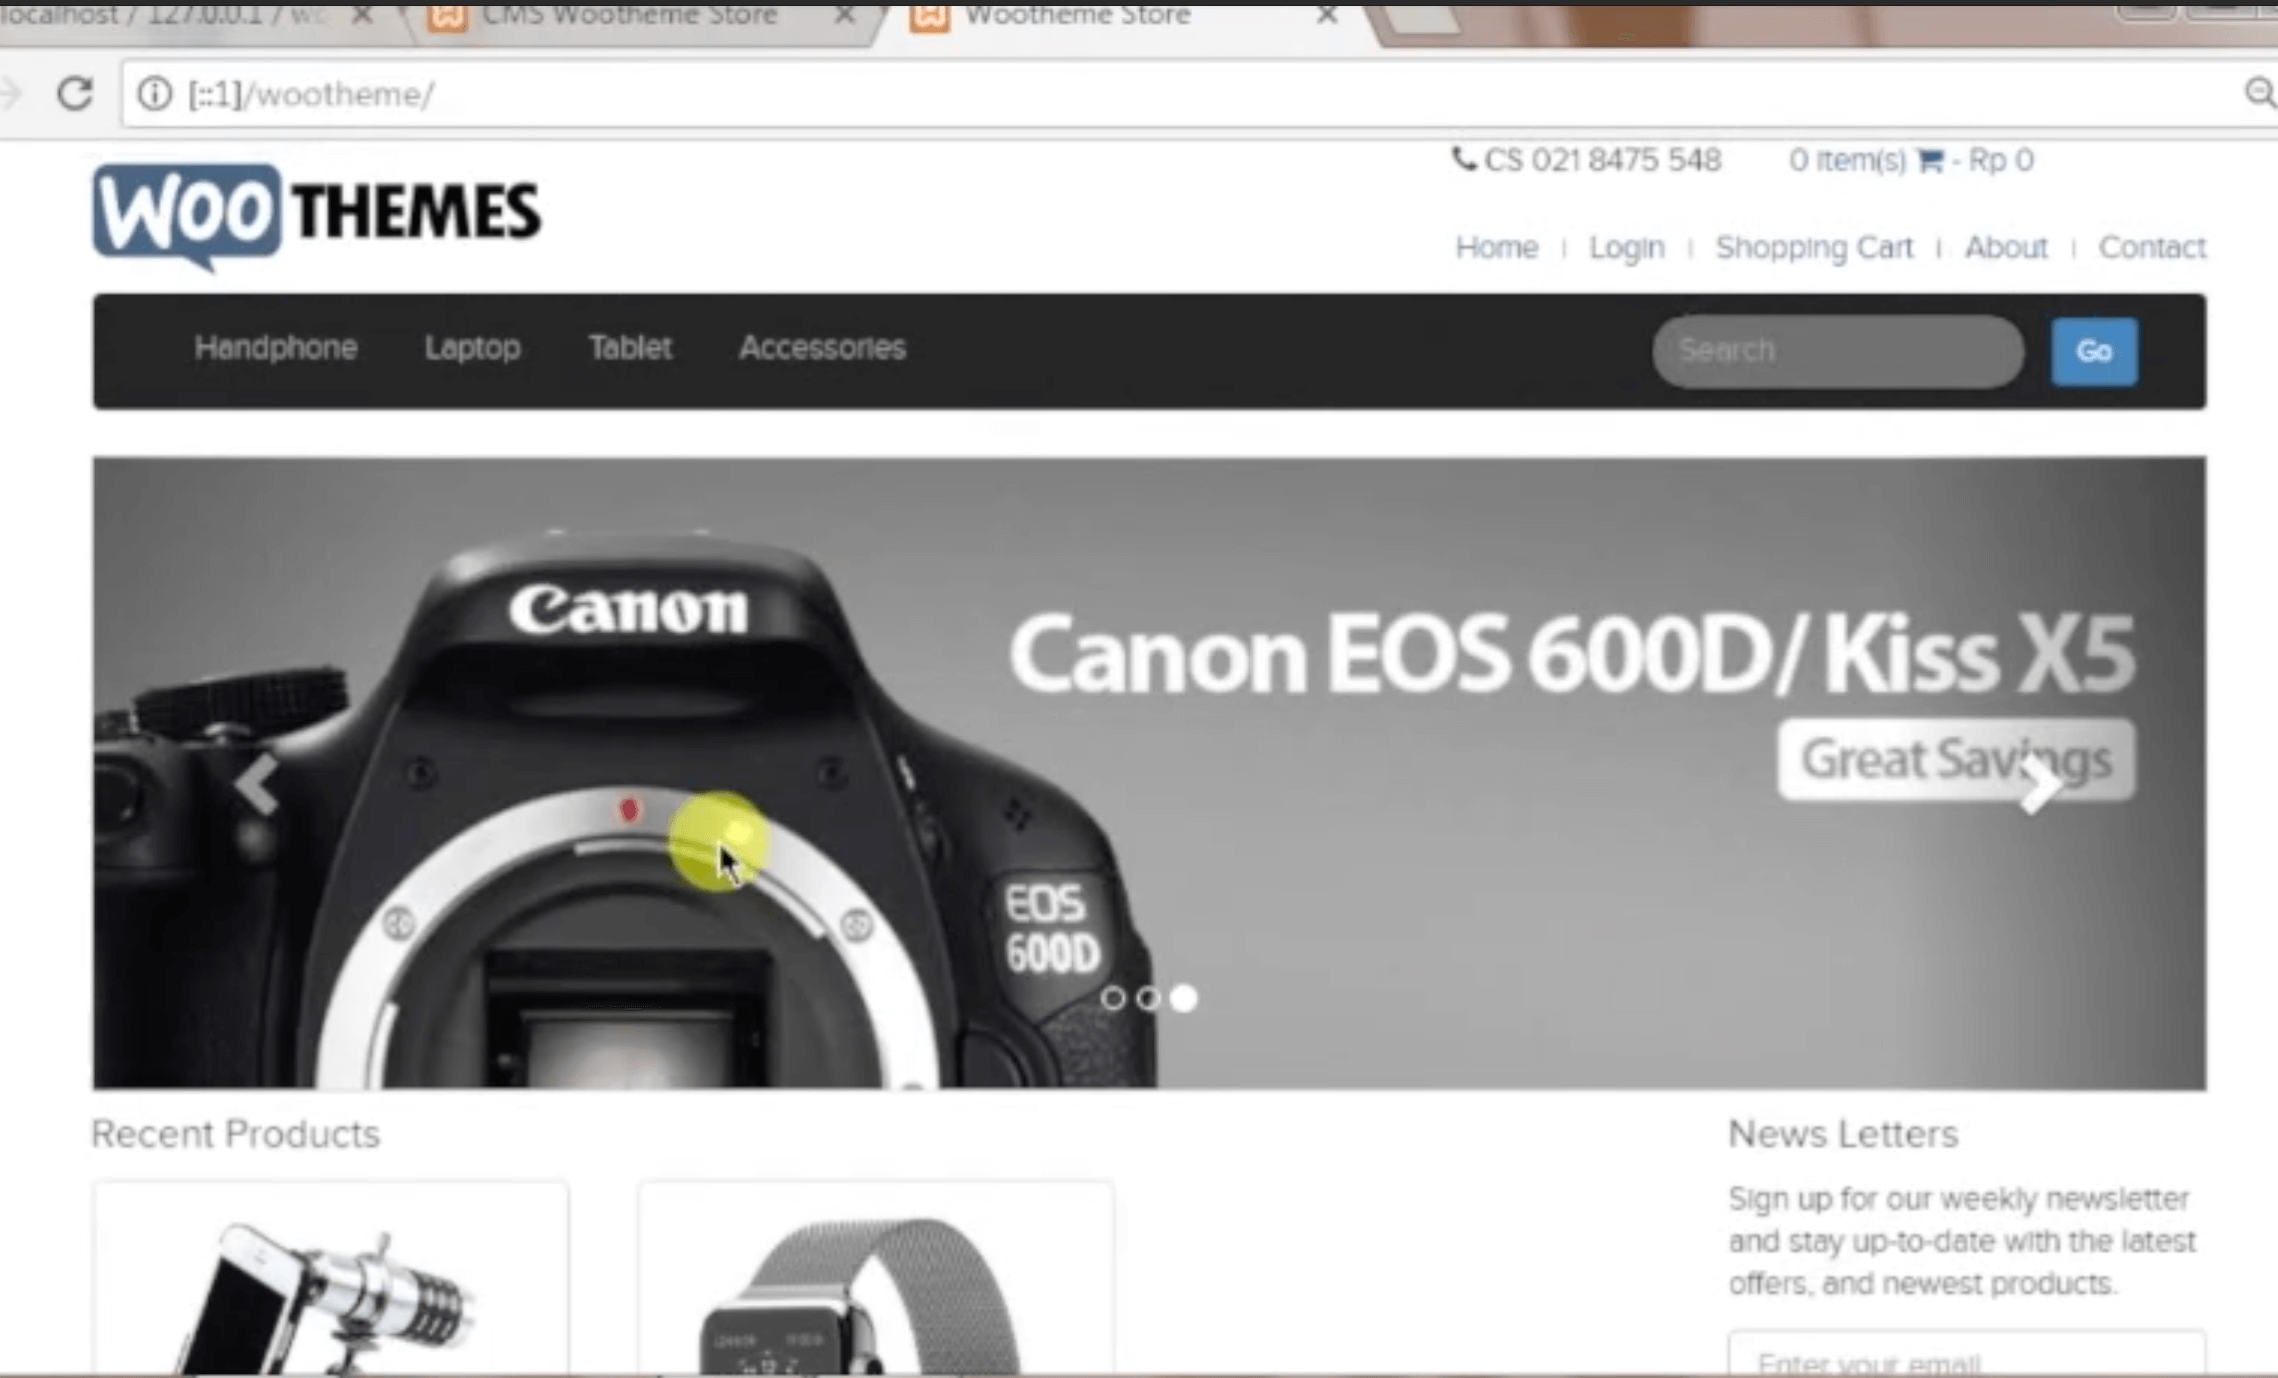 localhost / 127.0.0.1 / wo
CMS Wootheme Store
Wootheme Store
[::1]/wootheme/
WOO THEMES
CS 021 8475 548
0 item(s) - Rp 0
Home | Login | Shopping Cart | About | Contact
Handphone
Laptop
Tablet
Accessories
Search
Go
Canon
Canon EOS 600D/ Kiss X5
Great Savings
EOS
600D
Recent Products
News Letters
Sign up for our weekly newsletter
and stay up-to-date with the latest
offers, and newest products.
Enter your email